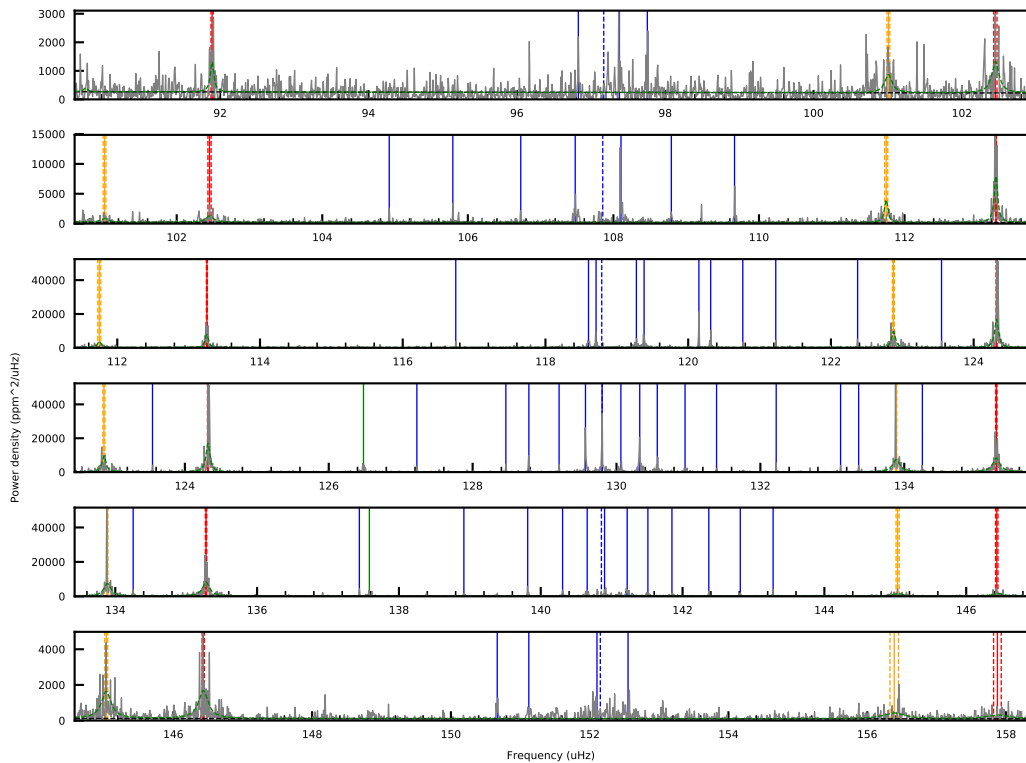 3000
2000
1000
0
92 94 96 97 98 100 102
15000
10000
5000
0
102 104 106 108 110 112
40000
20000
0
112 114 116 118 120 122 124
40000
20000
0
124 126 128 130 132 134
40000
20000
0
134 136 138 140 142 144 146
4000
2000
0
146 148 150 152 154 156 158
Power density (ppm^2/uHz)
Frequency (uHz)